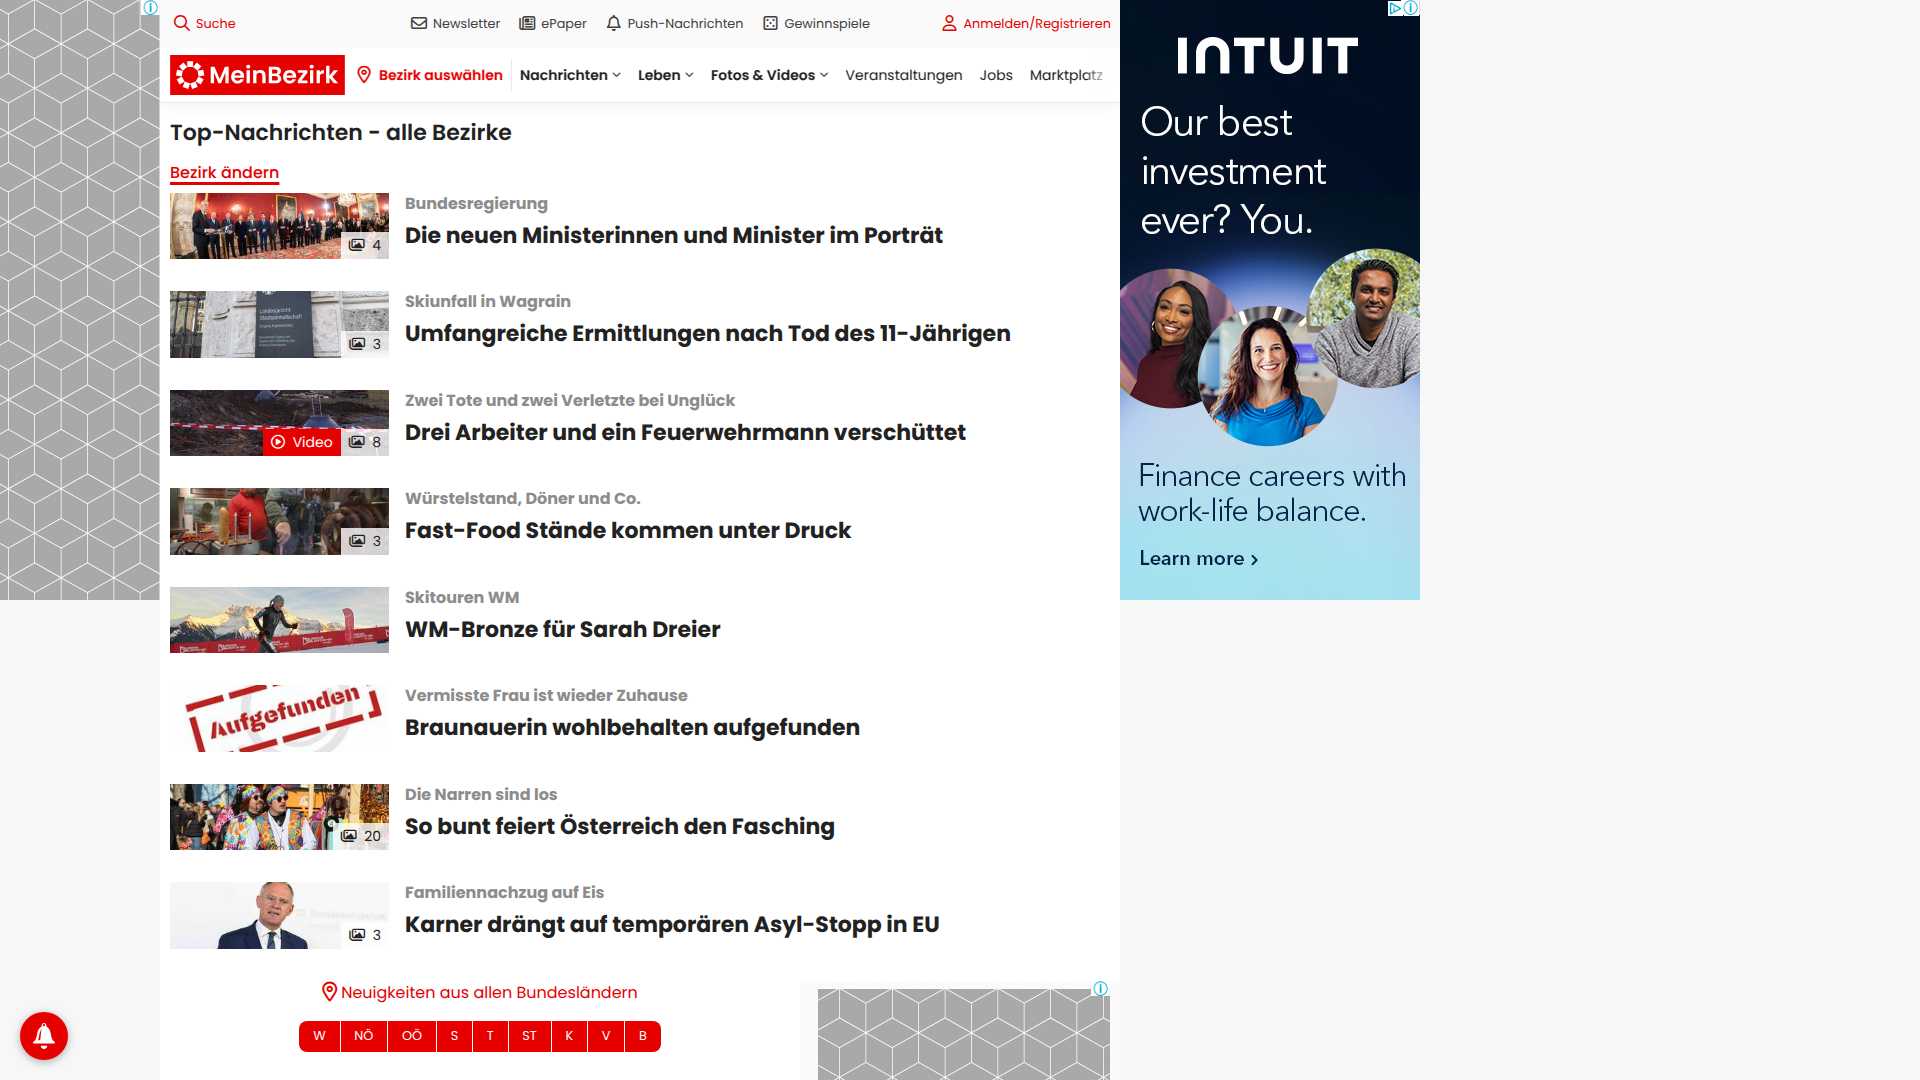 Suche
Newsletter
ePaper
Push-Nachrichten
Gewinnspiele
Anmelden/Registrieren
MeinBezirk
Bezirk auswählen
Nachrichten
Leben
Fotos & Videos
Veranstaltungen
Jobs
Marktplatz
Top-Nachrichten - alle Bezirke
Bezirk ändern
4
Bundesregierung
Die neuen Ministerinnen und Minister im Porträt
3
Skiunfall in Wagrain
Umfangreiche Ermittlungen nach Tod des 11-Jährigen
Video
8
Zwei Tote und zwei Verletzte bei Unglück
Drei Arbeiter und ein Feuerwehrmann verschüttet
3
Würstelstand, Döner und Co.
Fast-Food Stände kommen unter Druck
Skitouren WM
WM-Bronze für Sarah Dreier
Aufgefunden
Vermisste Frau ist wieder Zuhause
Braunauerin wohlbehalten aufgefunden
20
Die Narren sind los
So bunt feiert Österreich den Fasching
3
Familiennachzug auf Eis
Karner drängt auf temporären Asyl-Stopp in EU
Neuigkeiten aus allen Bundesländern
W
NÖ
OÖ
S
T
ST
K
V
B
INTUIT
Our best
investment
ever? You.
Finance careers with
work-life balance.
Learn more